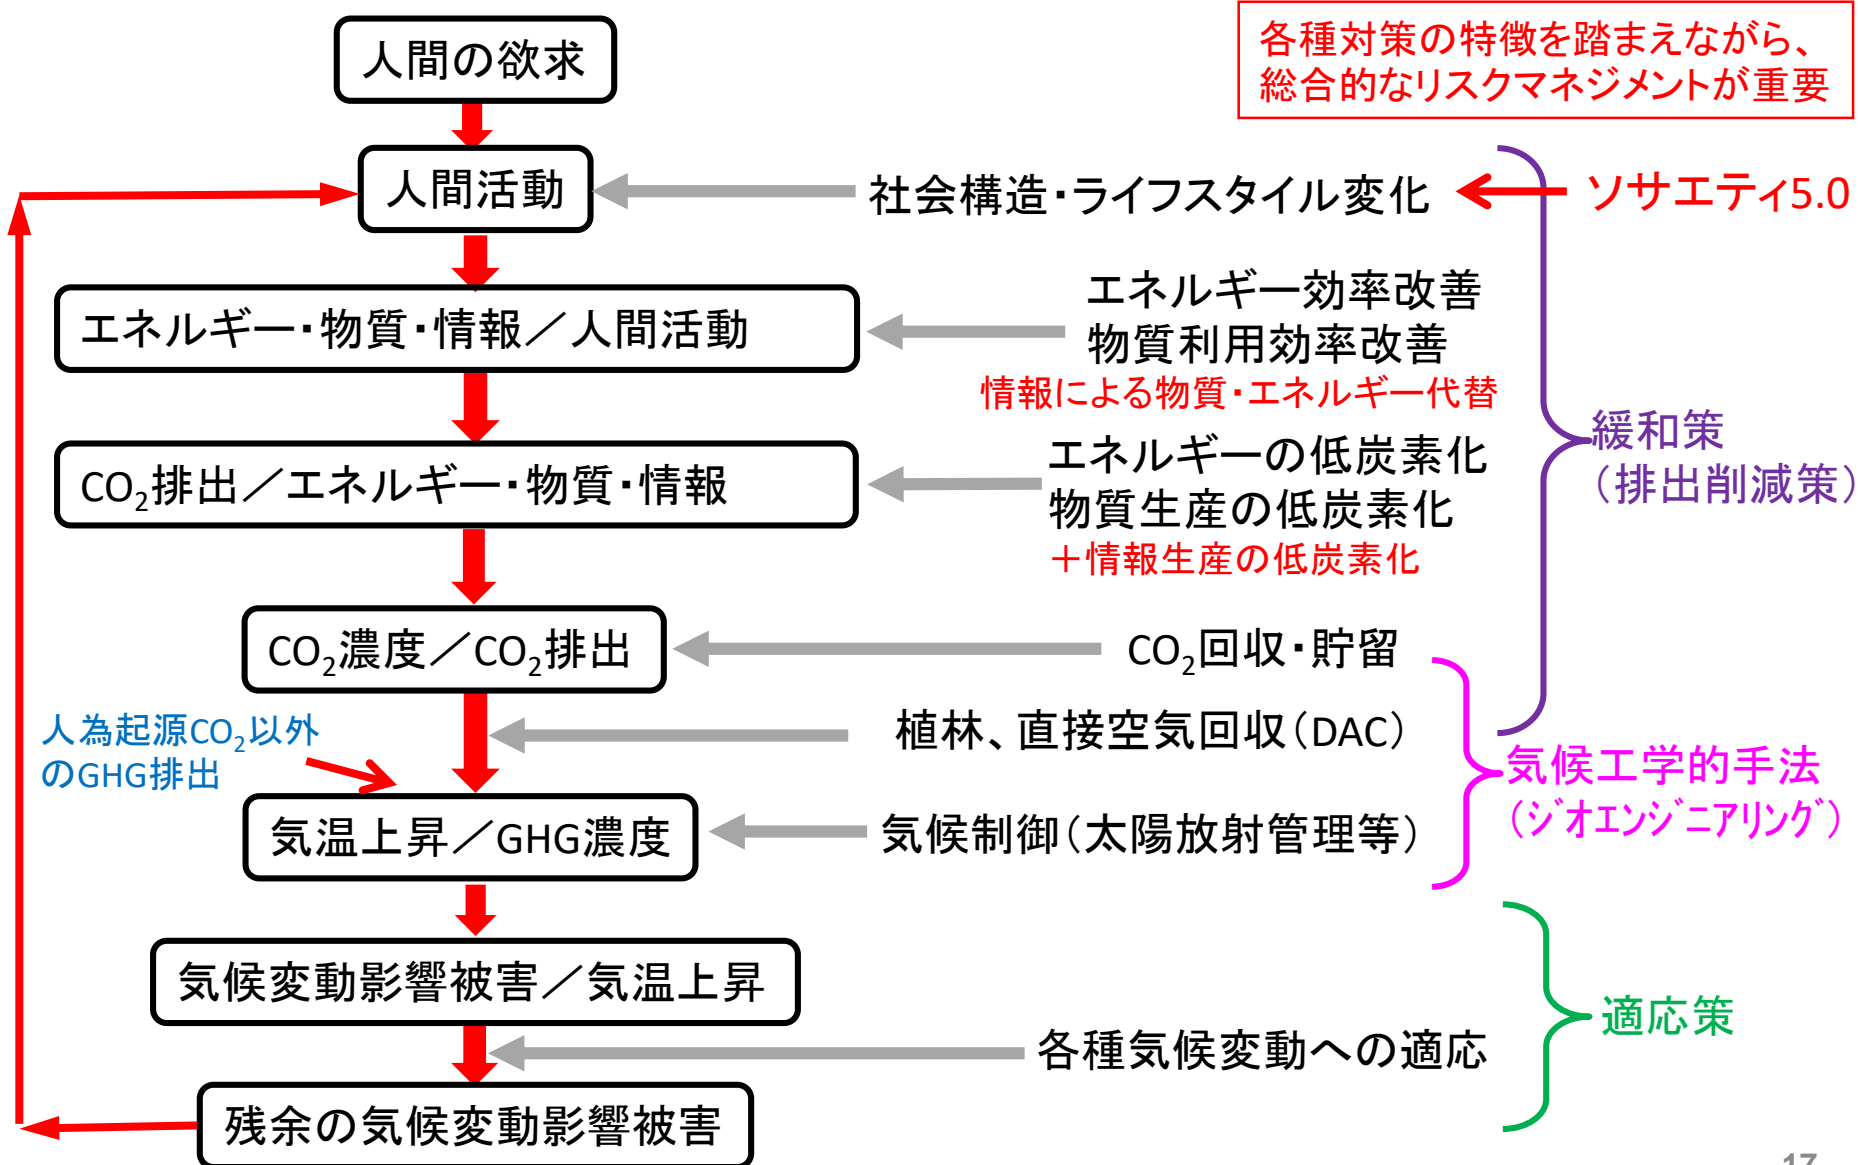 人間の欲求
各種対策の特徴を踏まえながら、
総合的なリスクマネジメントが重要
人間活動
社会構造・ライフスタイル変化
ソサエティ5.0
エネルギー・物質・情報／人間活動
エネルギー効率改善
物質利用効率改善
情報による物質・エネルギー代替
CO₂排出／エネルギー・物質・情報
エネルギーの低炭素化
物質生産の低炭素化
＋情報生産の低炭素化
緩和策
（排出削減策）
CO₂濃度／CO₂排出
CO₂回収・貯留
人為起源CO₂以外
のGHG排出
植林、直接空気回収（DAC）
気候工学的手法
（ｼﾞｵエンｼﾞﾆアリンｸﾞ）
気温上昇／GHG濃度
気候制御（太陽放射管理等）
気候変動影響被害／気温上昇
各種気候変動への適応
適応策
残余の気候変動影響被害
17